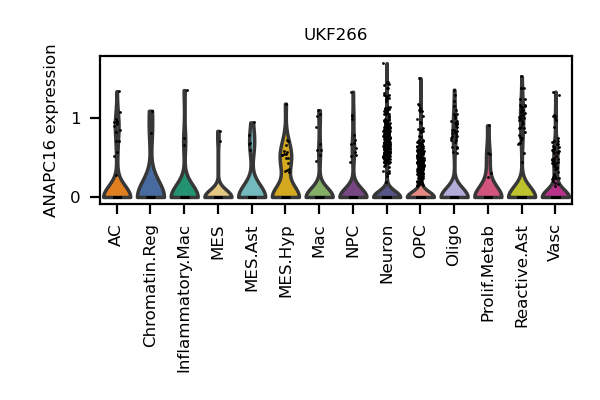 UKF266
ANAPC16 expression
1
0
AC
Chromatin.Reg
Inflammatory.Mac
MES
MES.Ast
MES.Hyp
Mac
NPC
Neuron
OPC
Oligo
Prolif.Metab
Reactive.Ast
Vasc